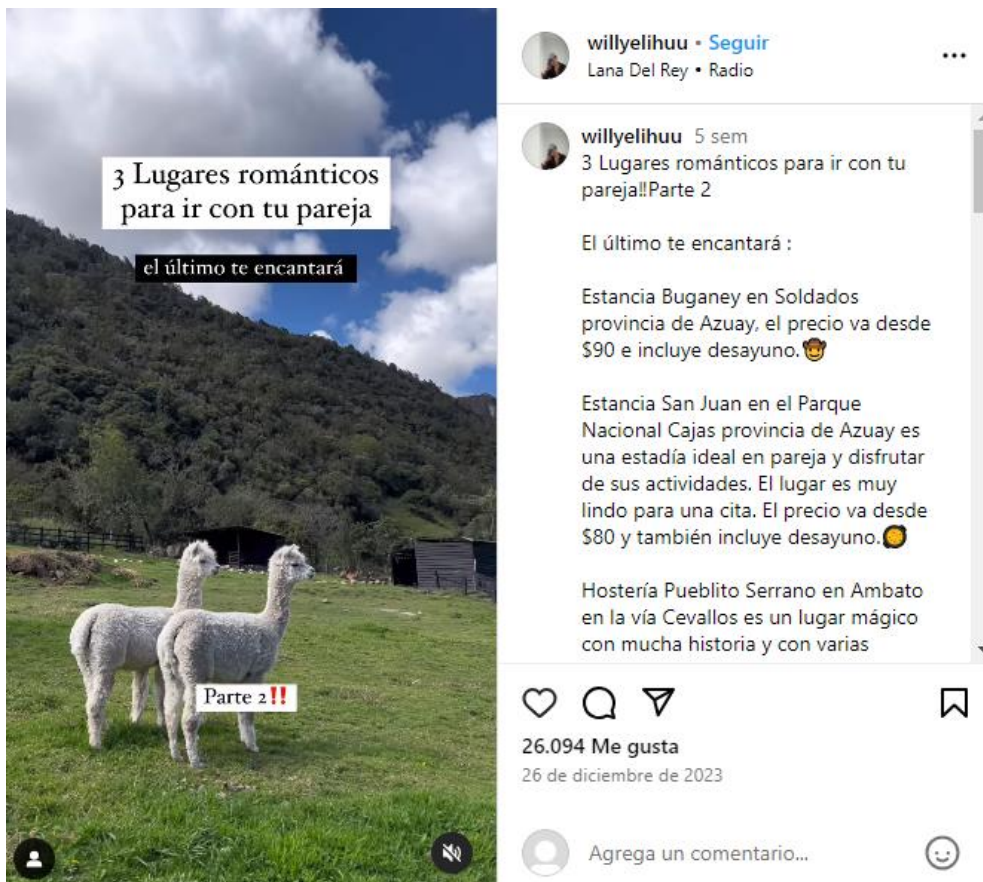 3 Lugares románticos
para ir con tu pareja
el último te encantará
Parte 2‼️
willyelihuu • Seguir
Lana Del Rey • Radio
willyelihuu 5 sem
3 Lugares románticos para ir con tu
pareja‼️Parte 2
El último te encantará :
Estancia Buganey en Soldados
provincia de Azuay, el precio va desde
$90 e incluye desayuno.🤠
Estancia San Juan en el Parque
Nacional Cajas provincia de Azuay es
una estadía ideal en pareja y disfrutar
de sus actividades. El lugar es muy
lindo para una cita. El precio va desde
$80 y también incluye desayuno.🥘
Hostería Pueblito Serrano en Ambato
en la vía Cevallos es un lugar mágico
con mucha historia y con varias
26.094 Me gusta
26 de diciembre de 2023
Agrega un comentario...